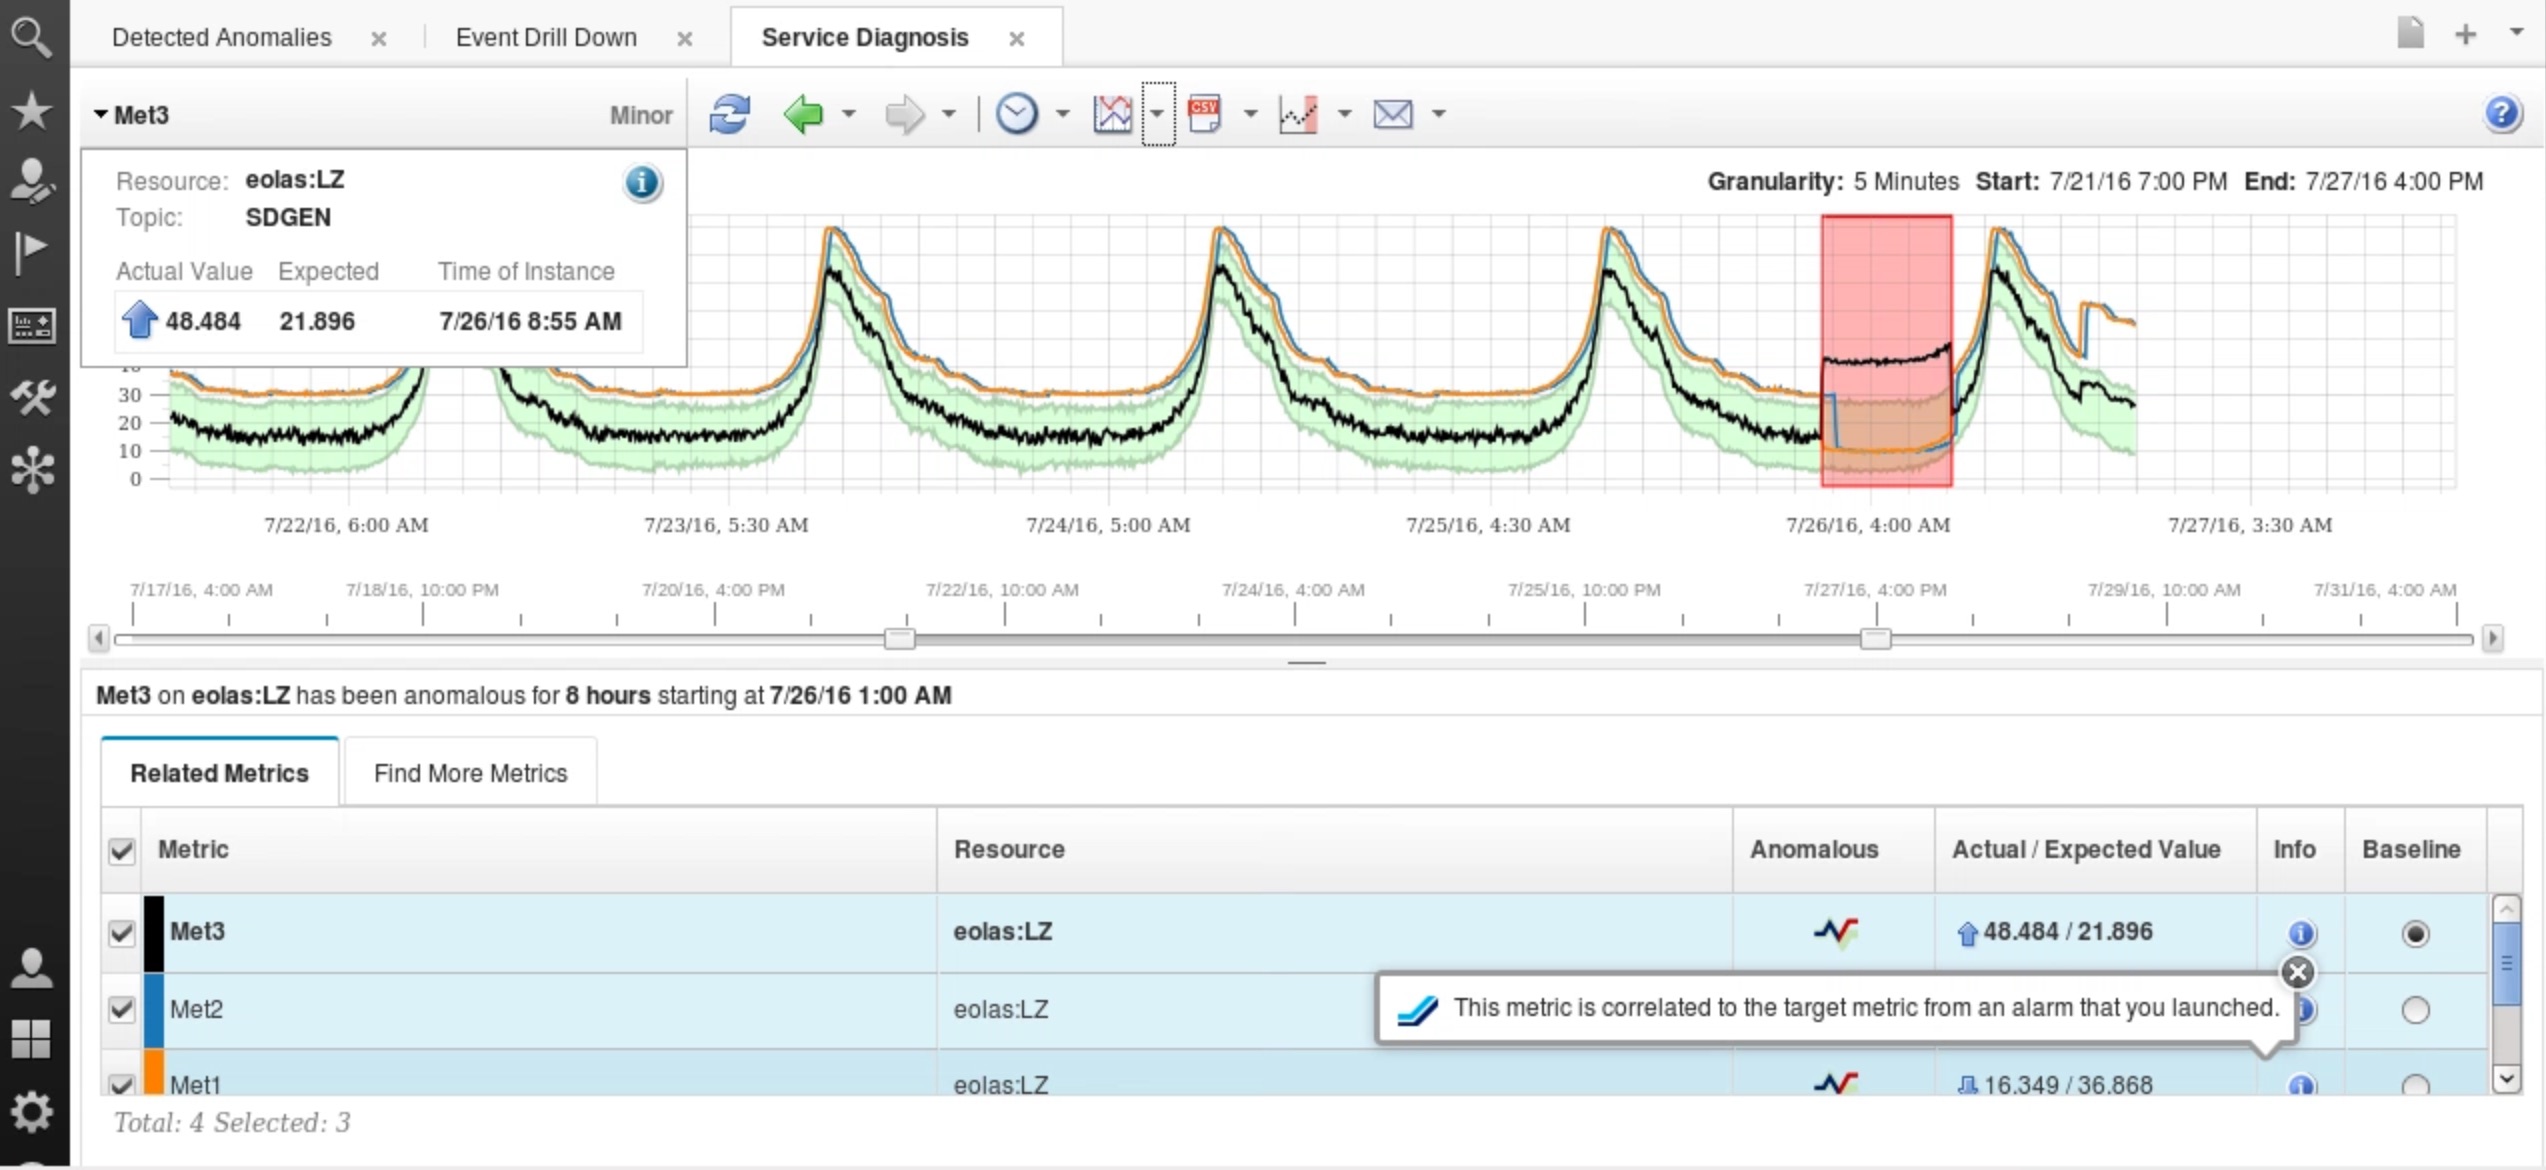 Detected Anomalies
Event Drill Down
Service Diagnosis
Met3
Minor
CSV
?
Resource: eolas:LZ
Topic: SDGEN
Actual Value Expected Time of Instance
48.484 21.896 7/26/16 8:55 AM
Granularity: 5 Minutes Start: 7/21/16 7:00 PM End: 7/27/16 4:00 PM
30
20
10
0
7/22/16, 6:00 AM 7/23/16, 5:30 AM 7/24/16, 5:00 AM 7/25/16, 4:30 AM 7/26/16, 4:00 AM 7/27/16, 3:30 AM
7/17/16, 4:00 AM 7/18/16, 10:00 PM 7/20/16, 4:00 PM 7/22/16, 10:00 AM 7/24/16, 4:00 AM 7/25/16, 10:00 PM 7/27/16, 4:00 PM 7/29/16, 10:00 AM 7/31/16, 4:00 AM
Met3 on eolas:LZ has been anomalous for 8 hours starting at 7/26/16 1:00 AM
Related Metrics Find More Metrics
Metric Resource Anomalous Actual / Expected Value Info Baseline
Met3 eolas:LZ 48.484 / 21.896
Met2 eolas:LZ
This metric is correlated to the target metric from an alarm that you launched.
Met1 eolas:LZ 16.349 / 36.868
Total: 4 Selected: 3